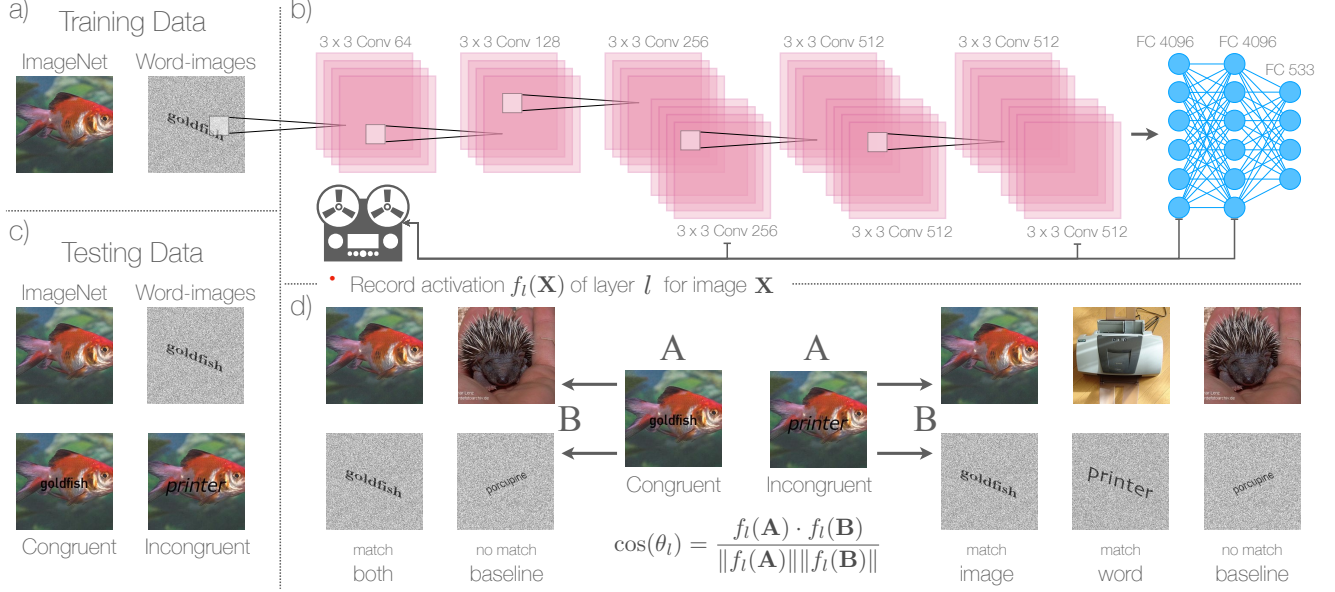 a)
Training Data
ImageNet
Word-images
goldfish
b)
3 x 3 Conv 64
3 x 3 Conv 128
3 x 3 Conv 256
3 x 3 Conv 512
3 x 3 Conv 512
FC 4096
FC 4096
FC 533
3 x 3 Conv 256
3 x 3 Conv 512
3 x 3 Conv 512
• Record activation f_l(X) of layer l for image X
c)
Testing Data
ImageNet
Word-images
goldfish
goldfish
printer
Congruent
Incongruent
d)
A
A
B
B
goldfish
printer
Congruent
Incongruent
goldfish
porcupine
goldfish
printer
porcupine
cos(θ_l) = f_l(A) · f_l(B) / ‖f_l(A)‖‖f_l(B)‖
match
both
no match
baseline
match
image
match
word
no match
baseline